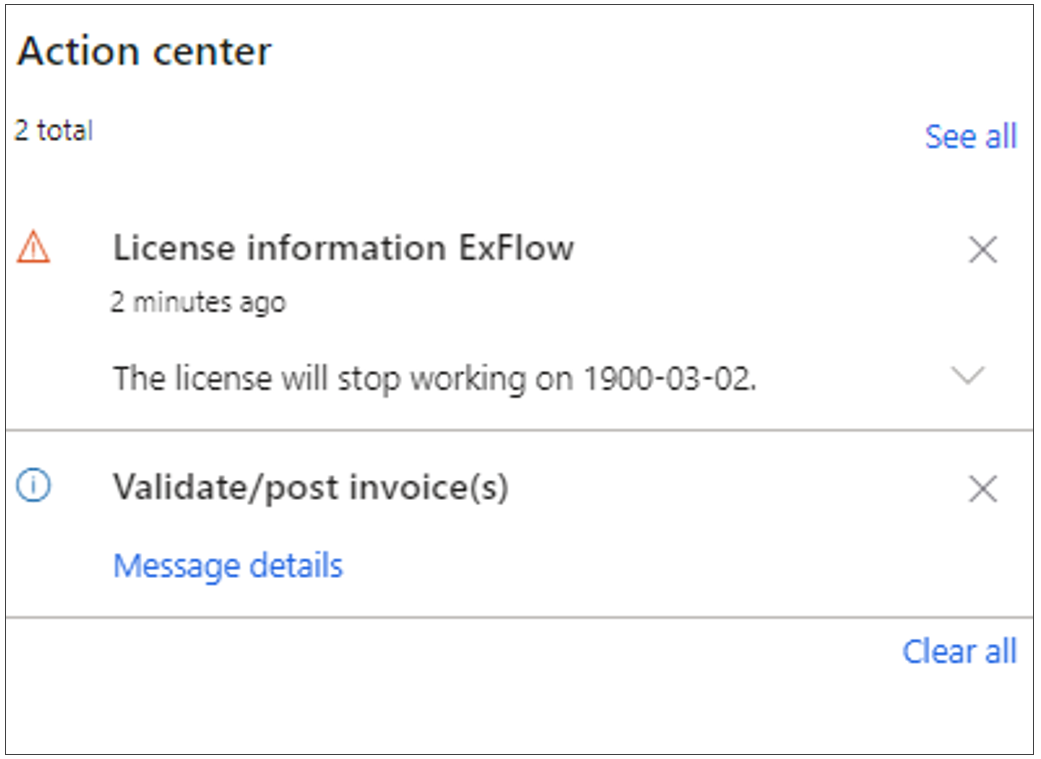 Action center
2 total
See all
License information ExFlow
2 minutes ago
The license will stop working on 1900-03-02.
Validate/post invoice(s)
Message details
Clear all